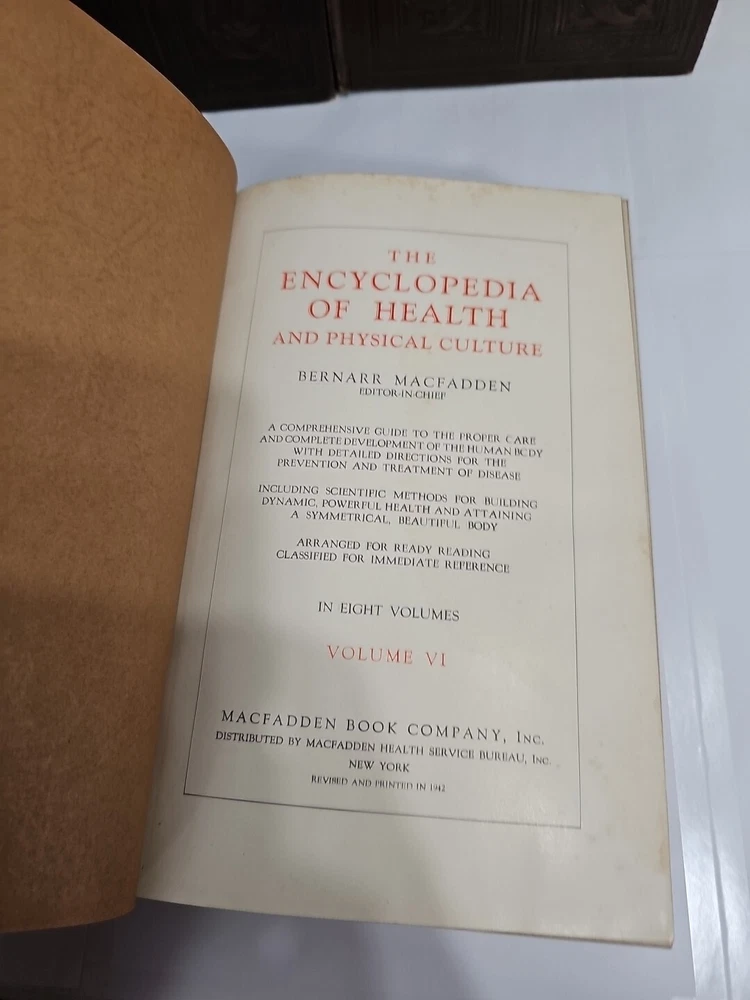 THE
ENCYCLOPEDIA
OF HEALTH
AND PHYSICAL CULTURE
BERNARR MACFADDEN
EDITOR-IN-CHIEF
A COMPREHENSIVE GUIDE TO THE PROPER CARE
AND COMPLETE DEVELOPMENT OF THE HUMAN BODY
WITH DETAILED DIRECTIONS FOR THE
PREVENTION AND TREATMENT OF DISEASE
INCLUDING SCIENTIFIC METHODS FOR BUILDING
DYNAMIC, POWERFUL HEALTH AND ATTAINING
A SYMMETRICAL, BEAUTIFUL BODY
ARRANGED FOR READY READING
CLASSIFIED FOR IMMEDIATE REFERENCE
IN EIGHT VOLUMES
VOLUME VI
MACFADDEN BOOK COMPANY, INC.
DISTRIBUTED BY MACFADDEN HEALTH SERVICE BUREAU, INC.
NEW YORK
REVISED AND PRINTED IN 1942